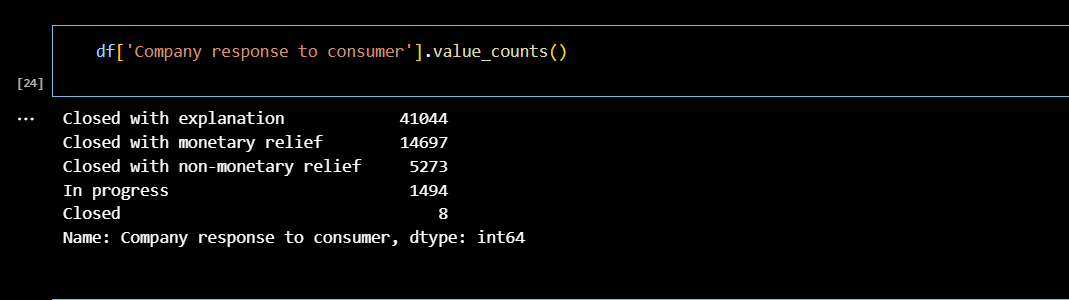 df['Company response to consumer'].value_counts()
[24]
... Closed with explanation 41044
Closed with monetary relief 14697
Closed with non-monetary relief 5273
In progress 1494
Closed 8
Name: Company response to consumer, dtype: int64